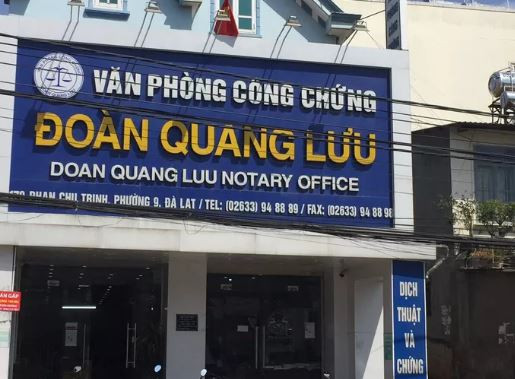 VĂN PHÒNG CÔNG CHỨNG
ĐOÀN QUANG LƯU
DOAN QUANG LUU NOTARY OFFICE
PHAN CHU TRINH, PHƯỜNG 9, ĐÀ LẠT / TEL: (02633) 94 88 89 / FAX: (02633) 94 88 98
DỊCH
THUẬT
VÀ
CHỨNG